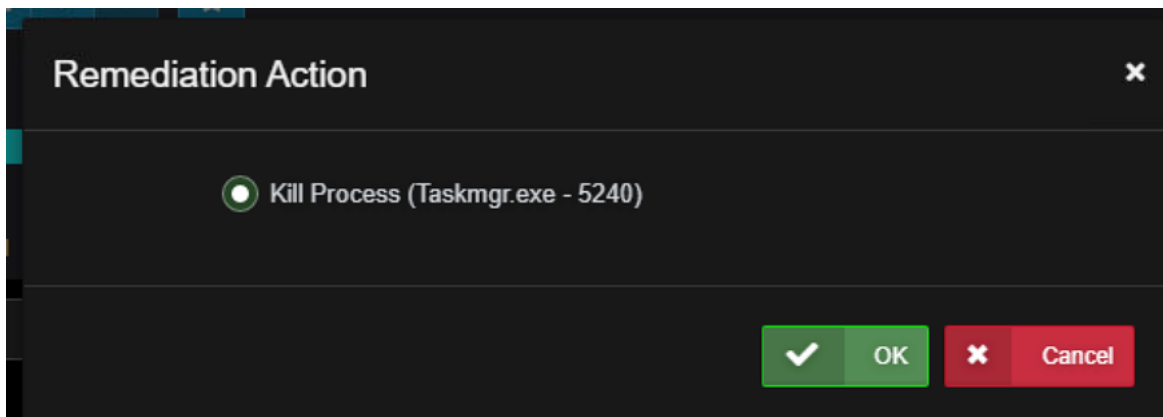 Remediation Action
Kill Process (Taskmgr.exe - 5240)
OK
Cancel